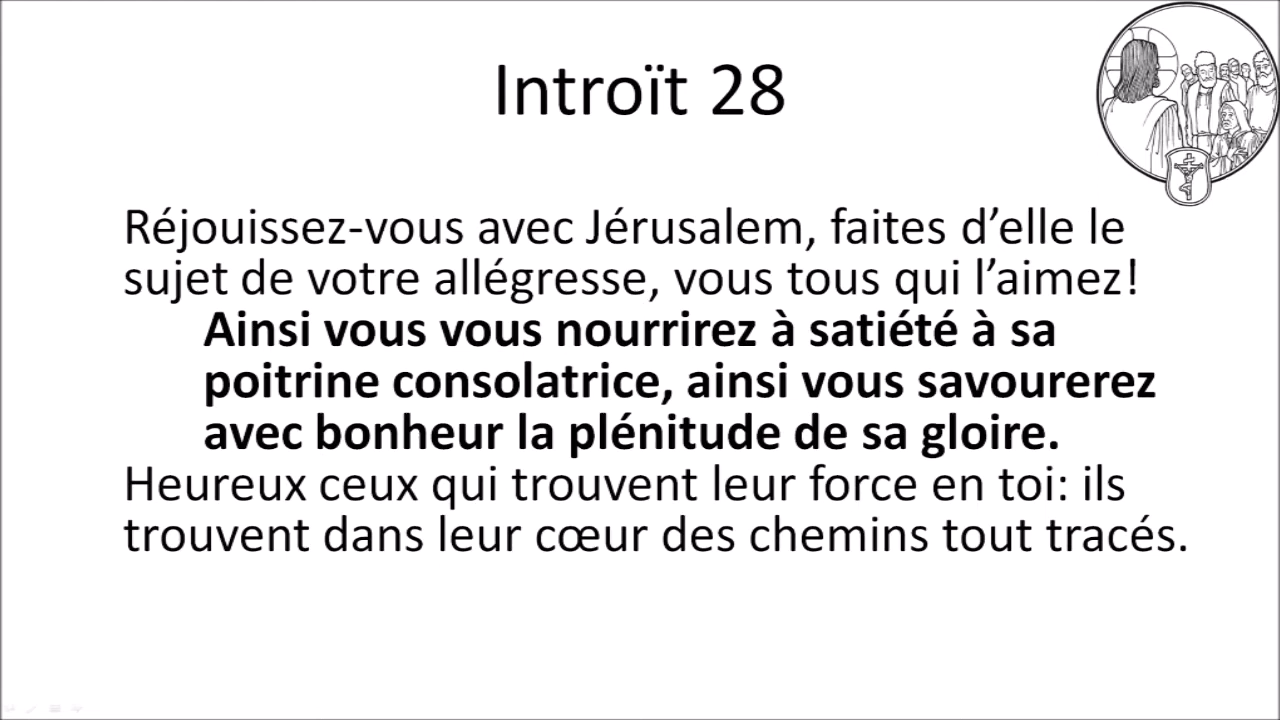 Introït 28
Réjouissez-vous avec Jérusalem, faites d’elle le
sujet de votre allégresse, vous tous qui l’aimez!
Ainsi vous vous nourrirez à satiété à sa
poitrine consolatrice, ainsi vous savourerez
avec bonheur la plénitude de sa gloire.
Heureux ceux qui trouvent leur force en toi: ils
trouvent dans leur cœur des chemins tout tracés.